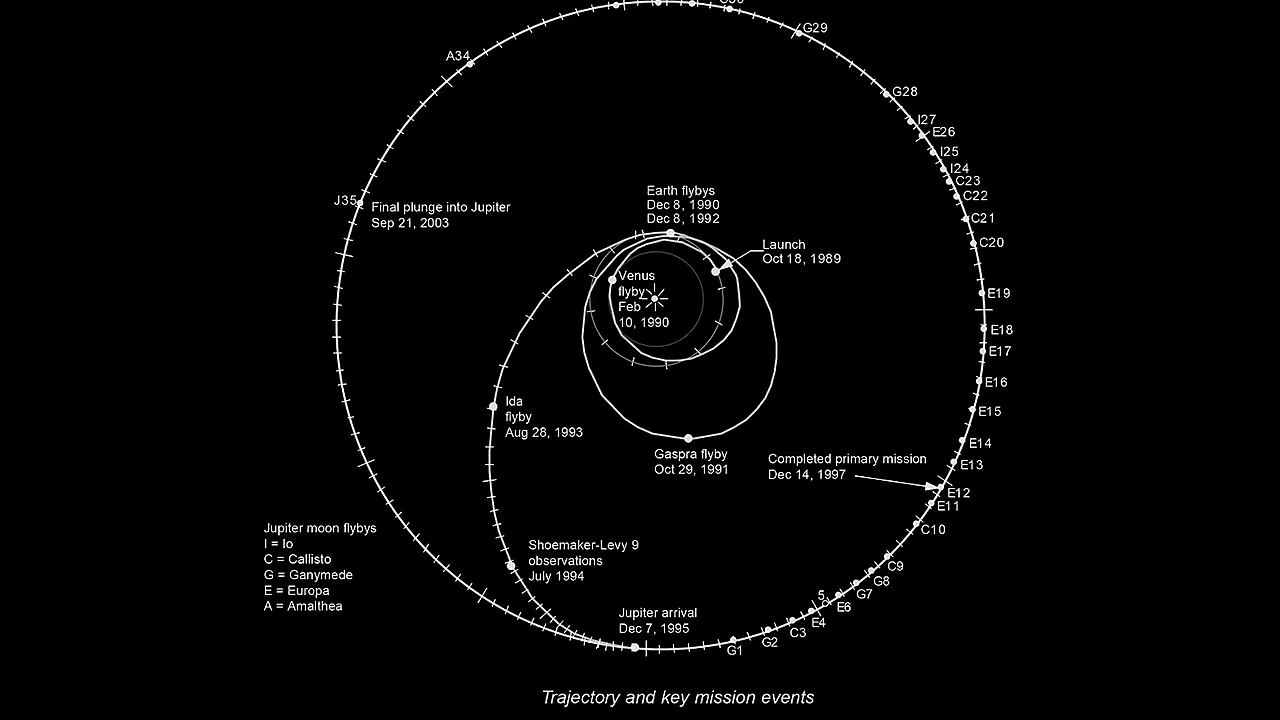 G29
A34
G28
I27
E26
I25
I24
C23
C22
C21
C20
J35
Final plunge into Jupiter
Sep 21, 2003
Earth flybys
Dec 8, 1990
Dec 8, 1992
Launch
Oct 18, 1989
Venus
flyby
Feb
10, 1990
E19
E18
E17
E16
E15
E14
E13
E12
E11
C10
C9
G8
G7
E6
5
E4
C3
G2
G1
Ida
flyby
Aug 28, 1993
Gaspra flyby
Oct 29, 1991
Completed primary mission
Dec 14, 1997
Jupiter moon flybys
I = Io
C = Callisto
G = Ganymede
E = Europa
A = Amalthea
Shoemaker-Levy 9
observations
July 1994
Jupiter arrival
Dec 7, 1995
Trajectory and key mission events